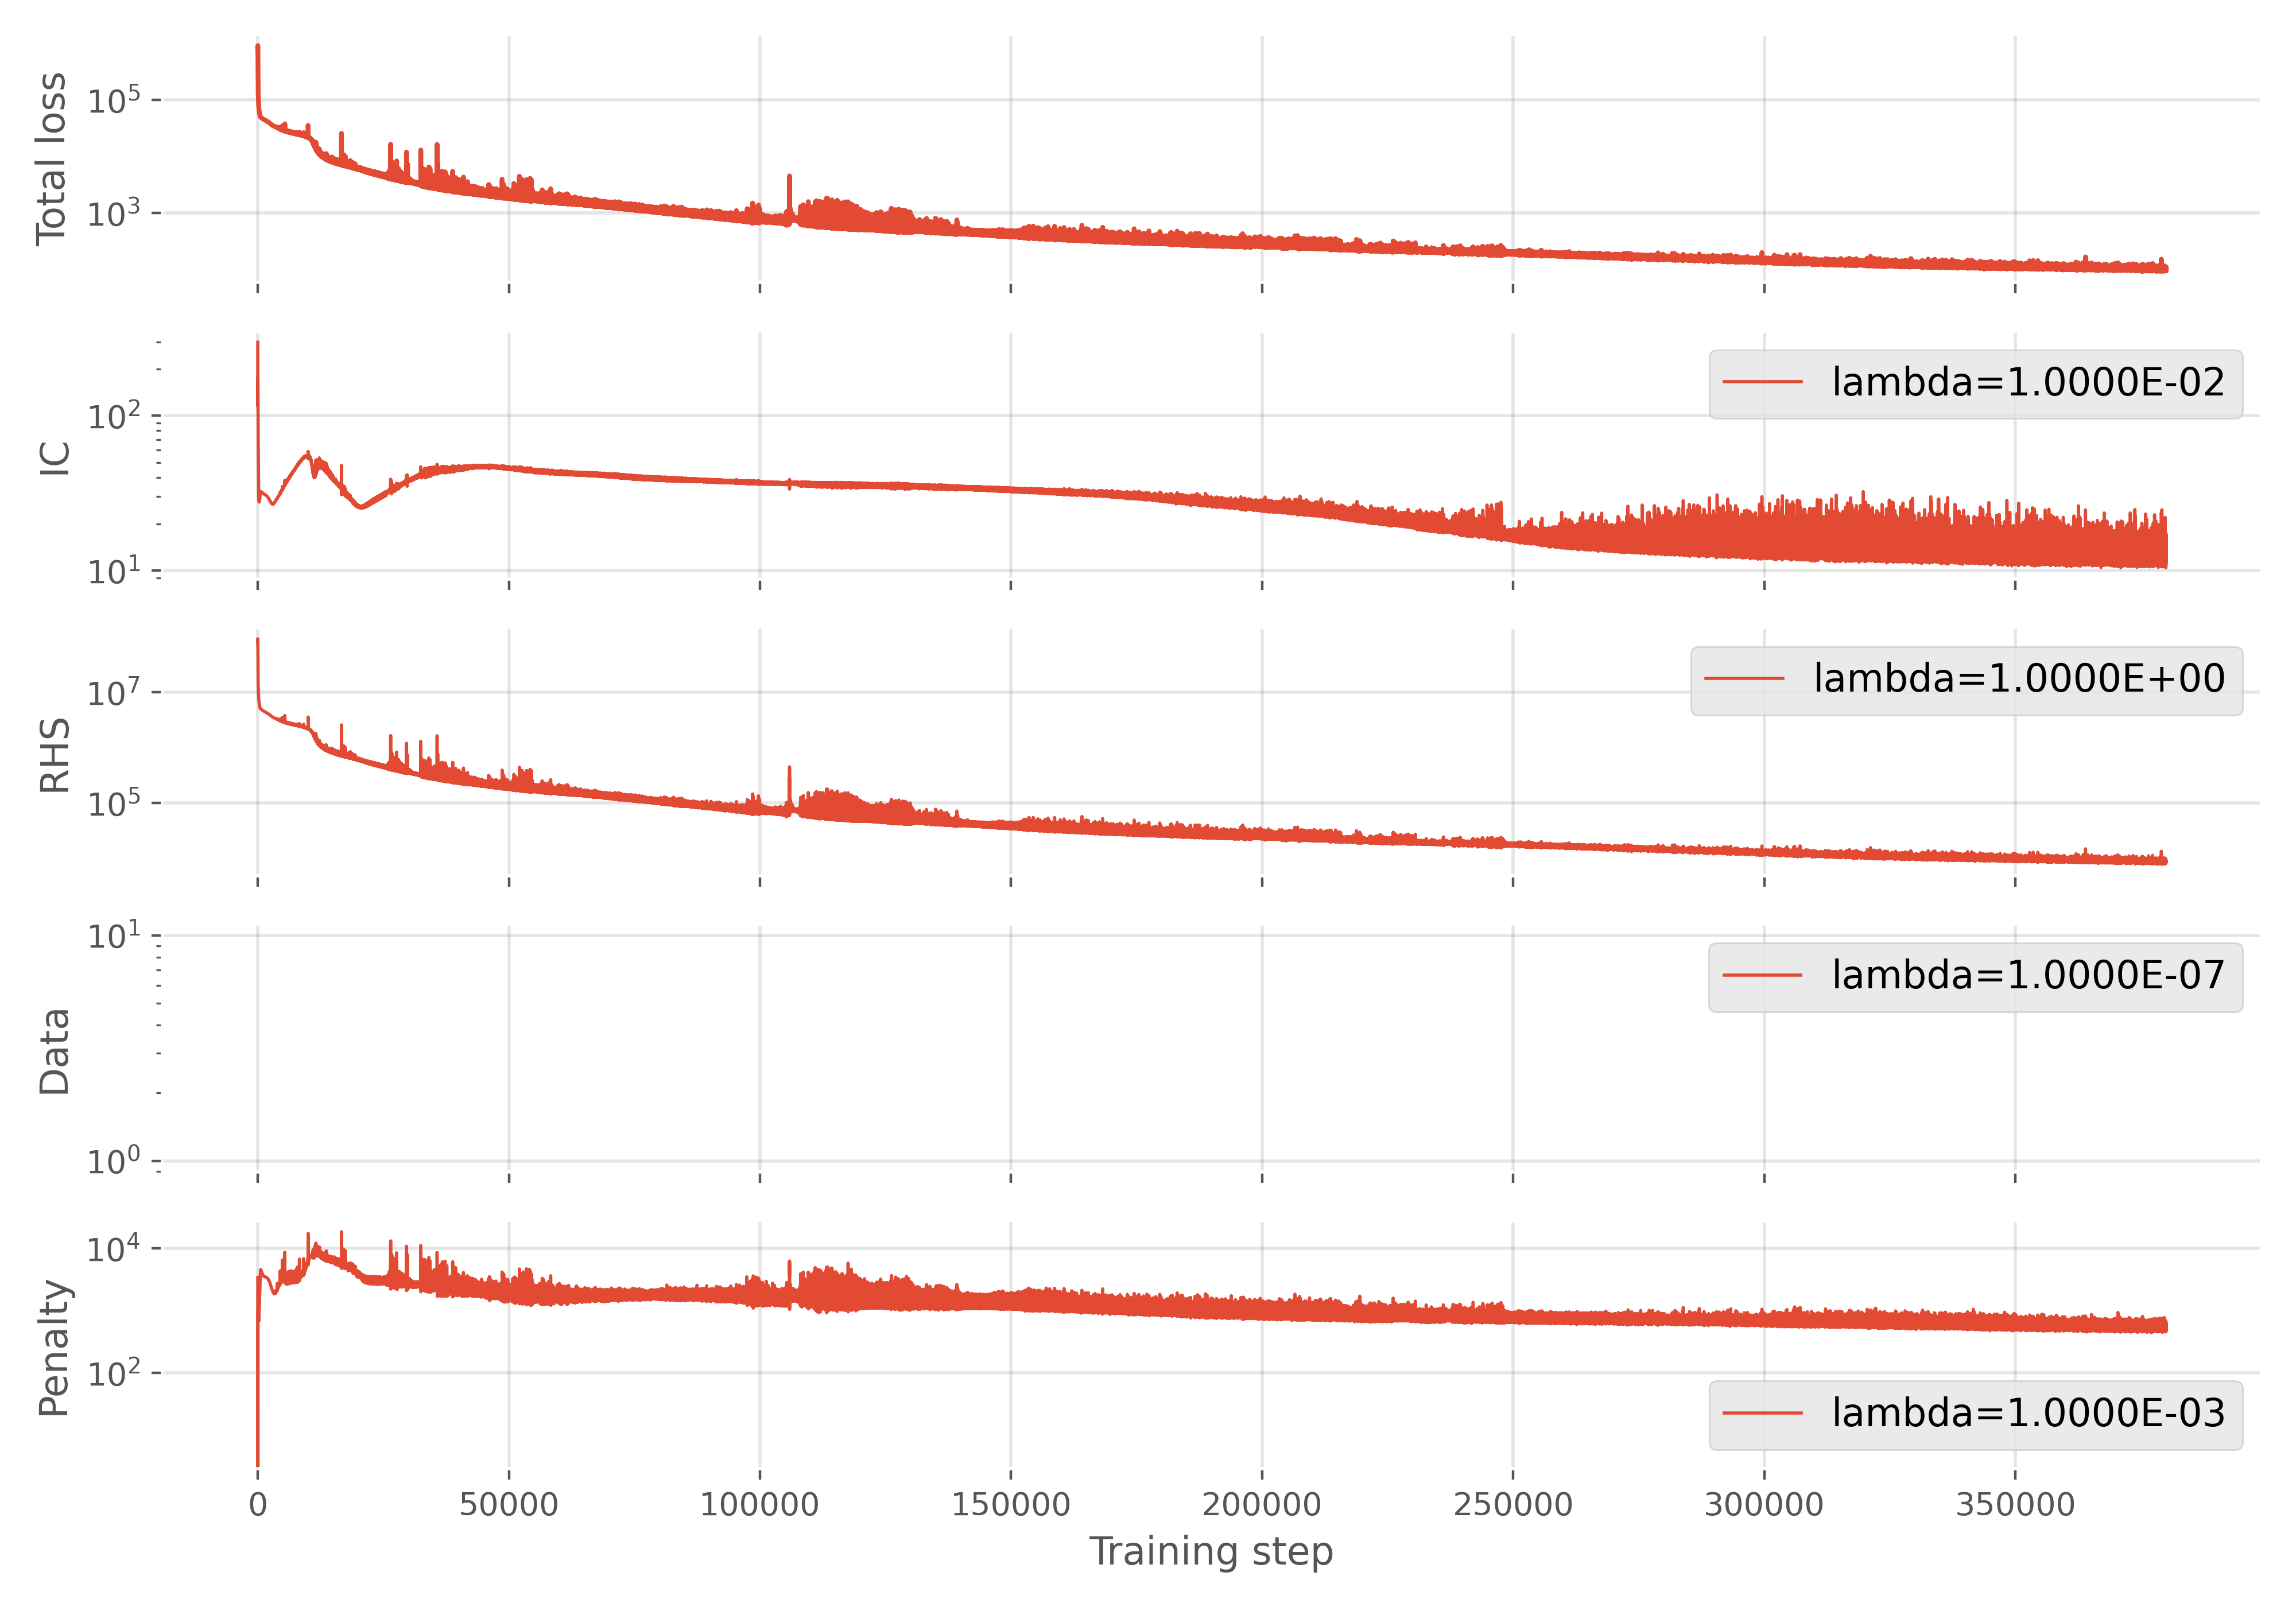 Total loss
10^5
10^3
IC
10^2
10^1
lambda=1.0000E-02
RHS
10^7
10^5
lambda=1.0000E+00
Data
10^1
10^0
lambda=1.0000E-07
Penalty
10^4
10^2
lambda=1.0000E-03
0 50000 100000 150000 200000 250000 300000 350000
Training step